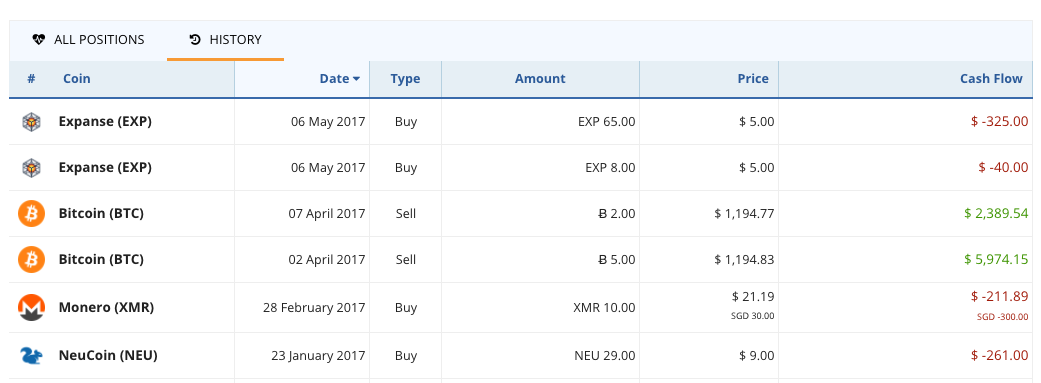 ALL POSITIONS HISTORY
# Coin Date Type Amount Price Cash Flow
Expanse (EXP) 06 May 2017 Buy EXP 65.00 $ 5.00 $ -325.00
Expanse (EXP) 06 May 2017 Buy EXP 8.00 $ 5.00 $ -40.00
Bitcoin (BTC) 07 April 2017 Sell Ƀ 2.00 $ 1,194.77 $ 2,389.54
Bitcoin (BTC) 02 April 2017 Sell Ƀ 5.00 $ 1,194.83 $ 5,974.15
Monero (XMR) 28 February 2017 Buy XMR 10.00 $ 21.19 $ -211.89
SGD 30.00 SGD -300.00
NeuCoin (NEU) 23 January 2017 Buy NEU 29.00 $ 9.00 $ -261.00